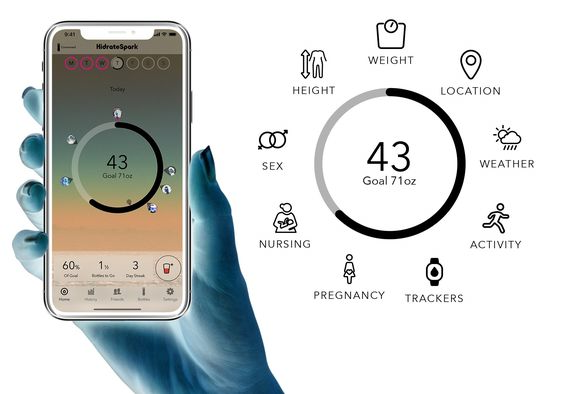 9:41
HidrateSpark
M T W T F S S
Today
43
Goal 71oz
60%
Of Goal
1½
Bottles to Go
3
Day Streak
Home
History
Friends
Bottles
Settings
WEIGHT
HEIGHT
LOCATION
SEX
WEATHER
43
Goal 71oz
NURSING
ACTIVITY
PREGNANCY
TRACKERS